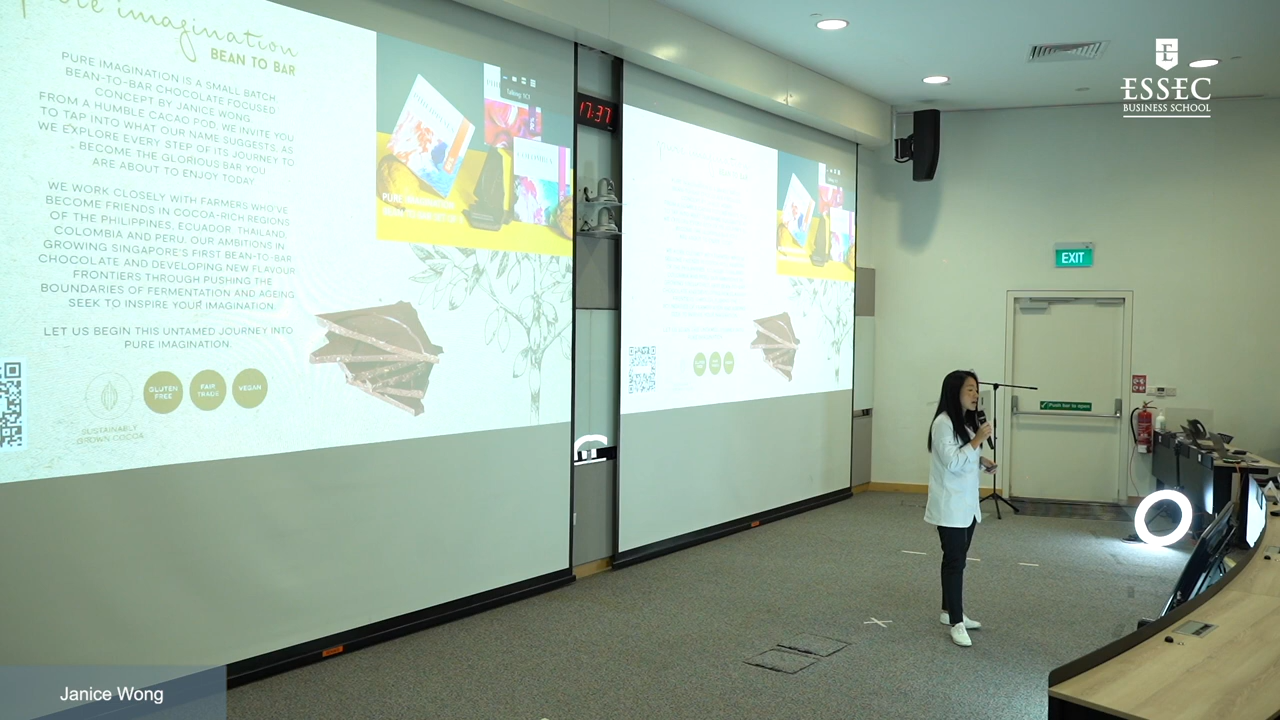 pure imagination
BEAN TO BAR
PURE IMAGINATION IS A SMALL BATCH
BEAN-TO-BAR CHOCOLATE FOCUSED
CONCEPT BY JANICE WONG.
FROM A HUMBLE CACAO POD, WE INVITE YOU
TO TAP INTO WHAT OUR NAME SUGGESTS, AS
WE EXPLORE EVERY STEP OF ITS JOURNEY TO
- BECOME THE GLORIOUS BAR YOU
ARE ABOUT TO ENJOY TODAY
WE WORK CLOSELY WITH FARMERS WHO'VE
BECOME FRIENDS IN COCOA-RICH REGIONS
OF THE PHILIPPINES, ECUADOR, THAILAND,
COLOMBIA AND PERU. OUR AMBITIONS IN
GROWING SINGAPORE'S FIRST BEAN-TO-BAR
CHOCOLATE AND DEVELOPING NEW FLAVOUR
FRONTIERS THROUGH PUSHING THE
BOUNDARIES OF FERMENTATION AND AGEING
SEEK TO INSPIRE YOUR IMAGINATION.
LET US BEGIN THIS UNTAMED JOURNEY INTO
PURE IMAGINATION.
SUSTAINABLY
GROWN COCOA
GLUTEN
FREE
FAIR
TRADE
VEGAN
PURE IMAGINATION
17:37
EXIT
Push bar to open
E
ESSEC
BUSINESS SCHOOL
Janice Wong